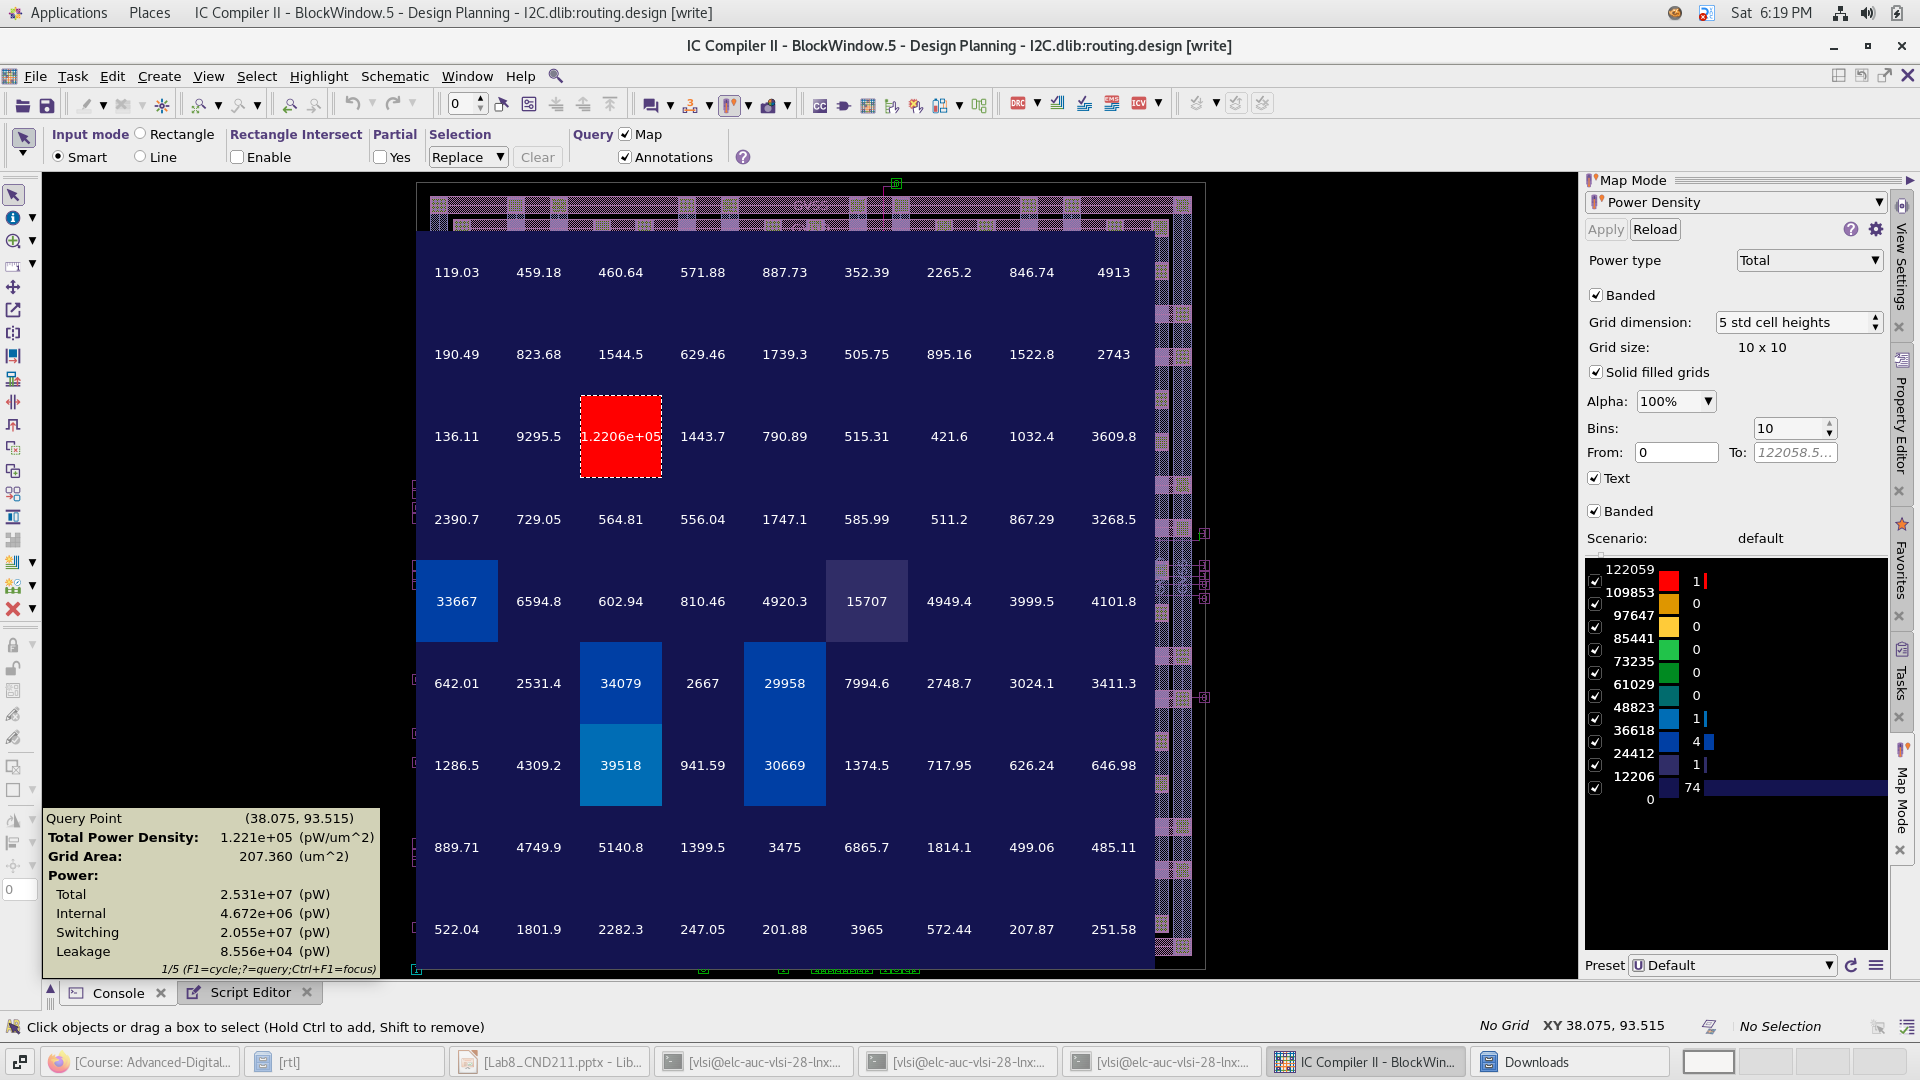 Applications Places IC Compiler II - BlockWindow.5 - Design Planning - I2C.dlib:routing.design [write] Sat 6:19 PM
IC Compiler II - BlockWindow.5 - Design Planning - I2C.dlib:routing.design [write]
File Task Edit Create View Select Highlight Schematic Window Help
0
Input mode Rectangle Rectangle Intersect Partial Selection Query Map
Smart Line Enable Yes Replace Clear Annotations
119.03 459.18 460.64 571.88 887.73 352.39 2265.2 846.74 4913
190.49 823.68 1544.5 629.46 1739.3 505.75 895.16 1522.8 2743
136.11 9295.5 1.2206e+05 1443.7 790.89 515.31 421.6 1032.4 3609.8
2390.7 729.05 564.81 556.04 1747.1 585.99 511.2 867.29 3268.5
33667 6594.8 602.94 810.46 4920.3 15707 4949.4 3999.5 4101.8
642.01 2531.4 34079 2667 29958 7994.6 2748.7 3024.1 3411.3
1286.5 4309.2 39518 941.59 30669 1374.5 717.95 626.24 646.98
889.71 4749.9 5140.8 1399.5 3475 6865.7 1814.1 499.06 485.11
522.04 1801.9 2282.3 247.05 201.88 3965 572.44 207.87 251.58
Query Point (38.075, 93.515)
Total Power Density: 1.221e+05 (pW/um^2)
Grid Area: 207.360 (um^2)
Power:
Total 2.531e+07 (pW)
Internal 4.672e+06 (pW)
Switching 2.055e+07 (pW)
Leakage 8.556e+04 (pW)
1/5 (F1=cycle;?=query;Ctrl+F1=focus)
0
Map Mode
Power Density
Apply Reload
Power type Total
Banded
Grid dimension: 5 std cell heights
Grid size: 10 x 10
Solid filled grids
Alpha: 100%
Bins: 10
From: 0 To: 122058.5...
Text
Banded
Scenario: default
122059
1
109853
0
97647
0
85441
0
73235
0
61029
0
48823
1
36618
4
24412
1
12206
74
0
Preset Default
View Settings
Property Editor
Favorites
Tasks
Map Mode
Console Script Editor
Click objects or drag a box to select (Hold Ctrl to add, Shift to remove) No Grid XY 38.075, 93.515 No Selection
[Course: Advanced-Digital... [rtl] [Lab8_CND211.pptx - Lib... [vlsi@elc-auc-vlsi-28-lnx:... [vlsi@elc-auc-vlsi-28-lnx:... [vlsi@elc-auc-vlsi-28-lnx:... IC Compiler II - BlockWin... Downloads